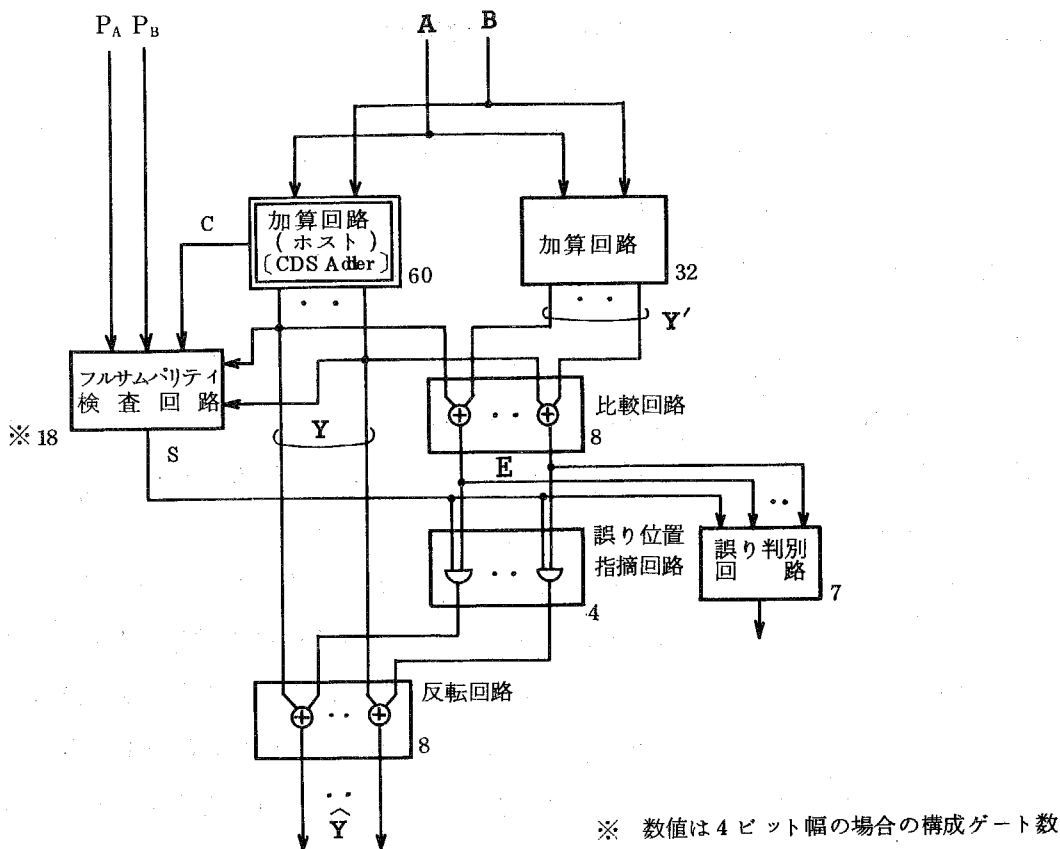 P_A P_B
A
B
C
加算回路
(ホスト)
〔CDS Adder〕
60
加算回路
32
Y′
フルサムパリティ
検査回路
※18
S
Y
比較回路
8
E
誤り位置
指摘回路
4
誤り判別
回路
7
反転回路
8
Ŷ
※ 数値は4ビット幅の場合の構成ゲート数